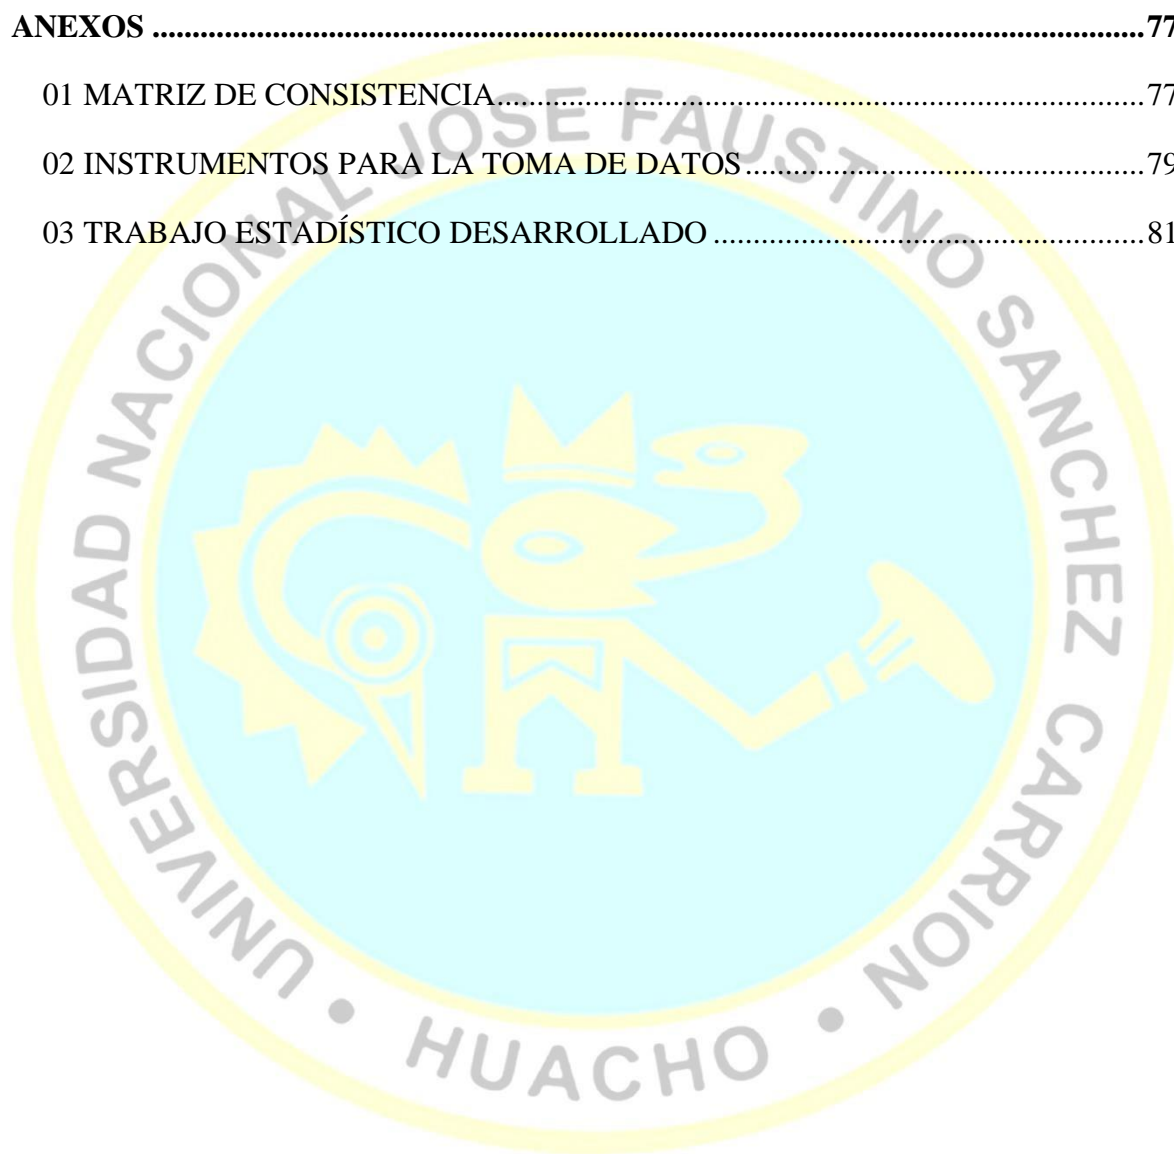 ANEXOS ............................................................................................................................ 77
01 MATRIZ DE CONSISTENCIA ................................................................................. 77
02 INSTRUMENTOS PARA LA TOMA DE DATOS .................................................. 79
03 TRABAJO ESTADÍSTICO DESARROLLADO ...................................................... 81
UNIVERSIDAD NACIONAL JOSE FAUSTINO SANCHEZ CARRION • HUACHO •